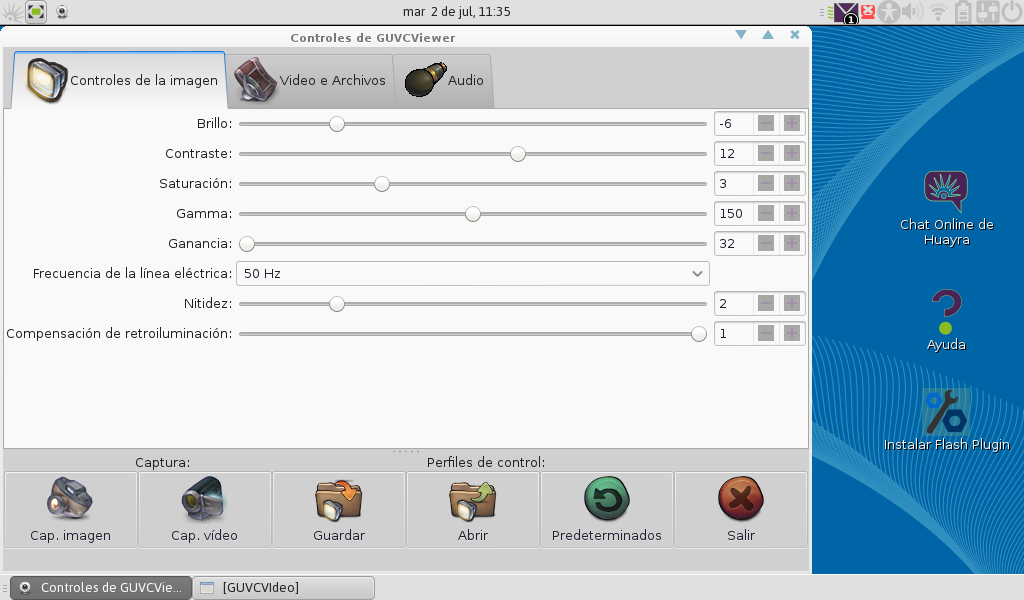 mar 2 de jul, 11:35
1
Controles de GUVCViewer
Controles de la imagen
Video e Archivos
Audio
Brillo:
-6
Contraste:
12
Saturación:
3
Gamma:
150
Ganancia:
32
Frecuencia de la línea eléctrica:
50 Hz
Nitidez:
2
Compensación de retroiluminación:
1
Captura:
Perfiles de control:
Cap. imagen
Cap. vídeo
Guardar
Abrir
Predeterminados
Salir
Chat Online de
Huayra
Ayuda
Instalar Flash Plugin
Controles de GUVCVie...
[GUVCVIdeo]